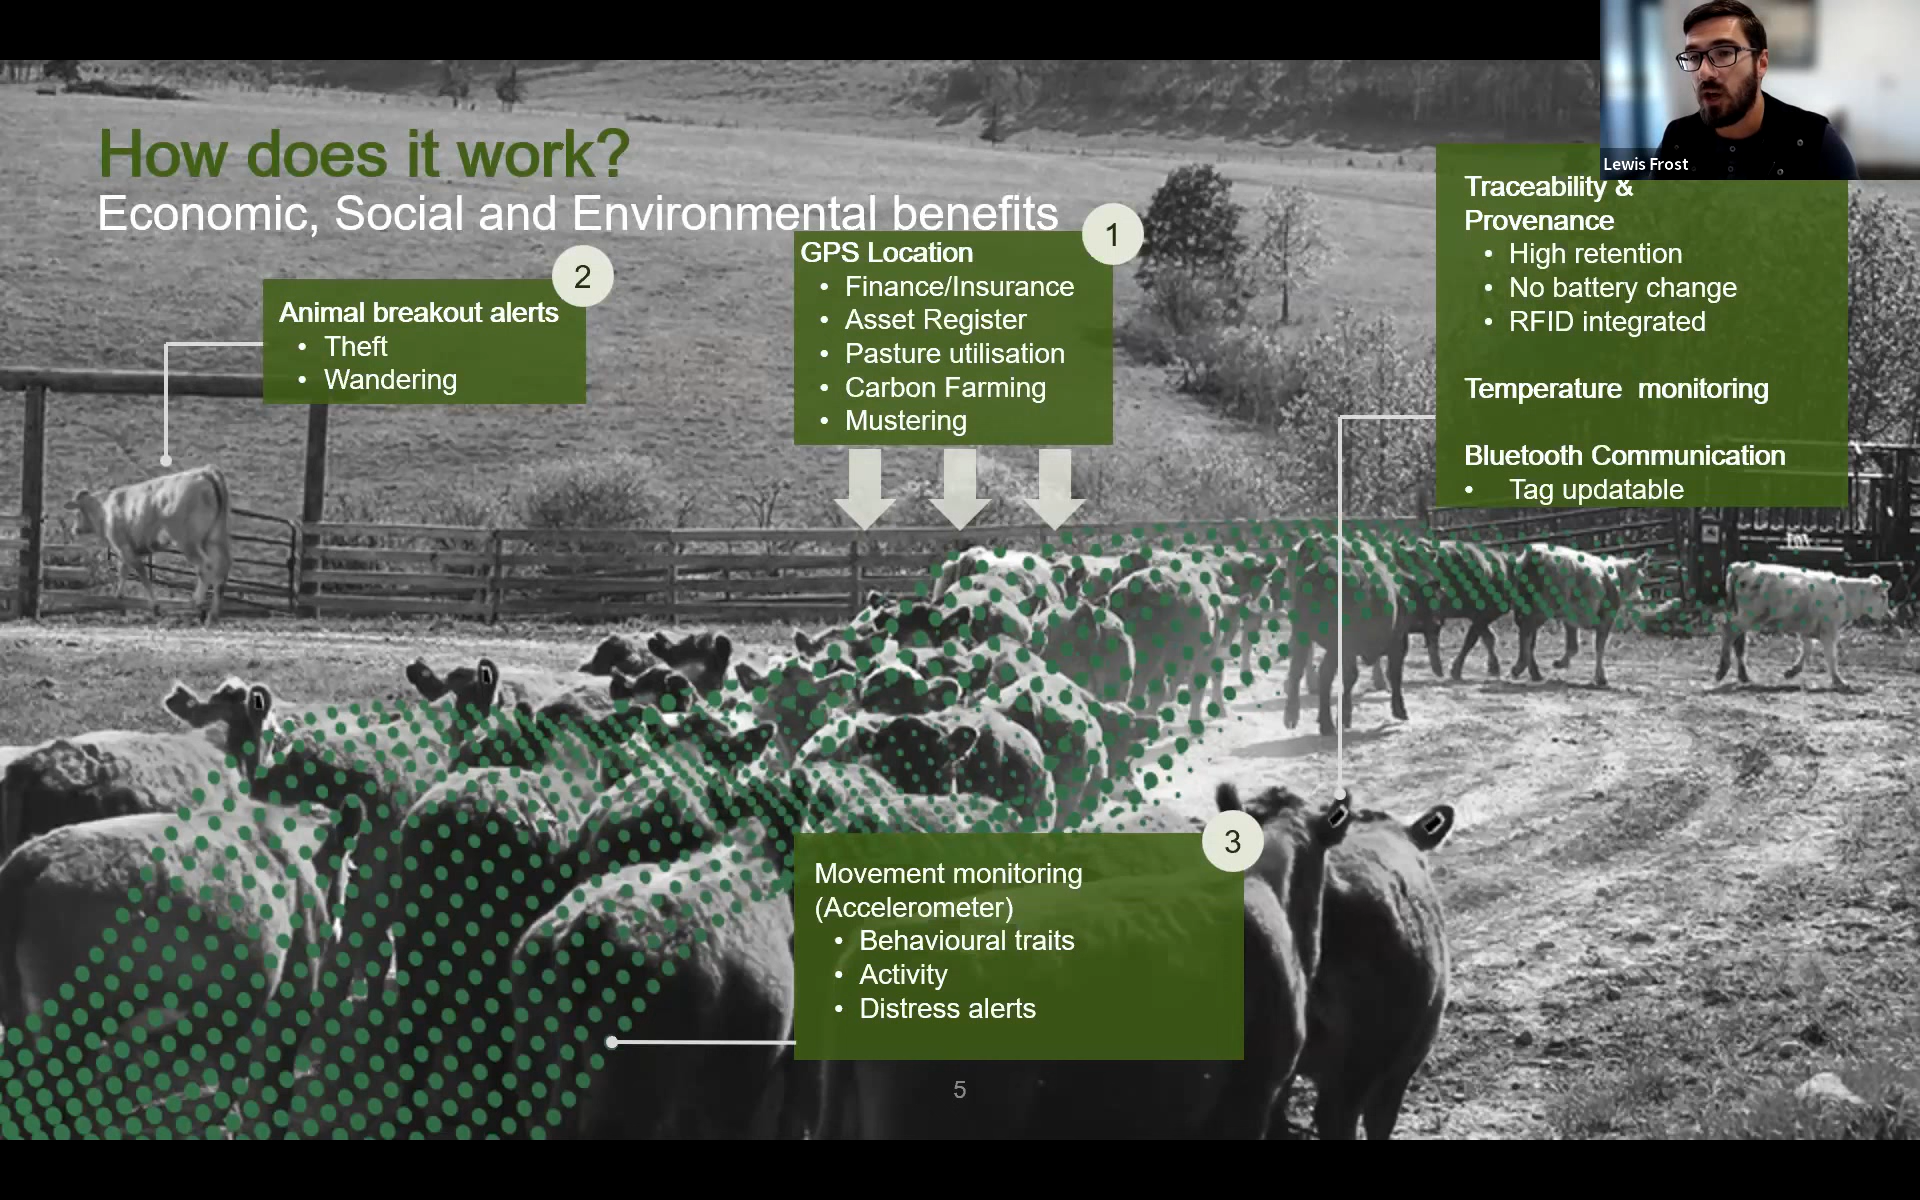 Lewis Frost
How does it work?
Economic, Social and Environmental benefits
1
GPS Location
• Finance/Insurance
• Asset Register
• Pasture utilisation
• Carbon Farming
• Mustering
2
Animal breakout alerts
• Theft
• Wandering
Traceability &
Provenance
• High retention
• No battery change
• RFID integrated
Temperature monitoring
Bluetooth Communication
• Tag updatable
3
Movement monitoring
(Accelerometer)
• Behavioural traits
• Activity
• Distress alerts
5